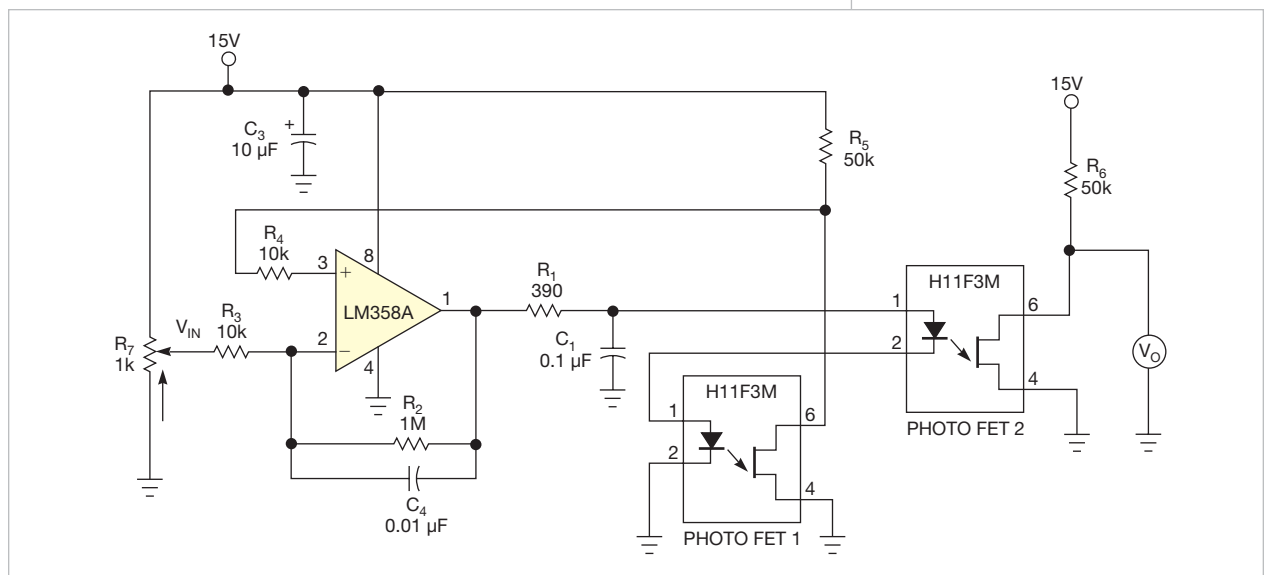 15V
C3
10 µF
+
R5
50k
15V
R6
50k
R4
10k
3
+
8
LM358A
1
R1
390
H11F3M
1
6
VIN
R3
10k
2
−
4
R7
1k
C1
0.1 µF
2
4
VO
R2
1M
H11F3M
1
6
2
4
PHOTO FET 2
C4
0.01 µF
PHOTO FET 1